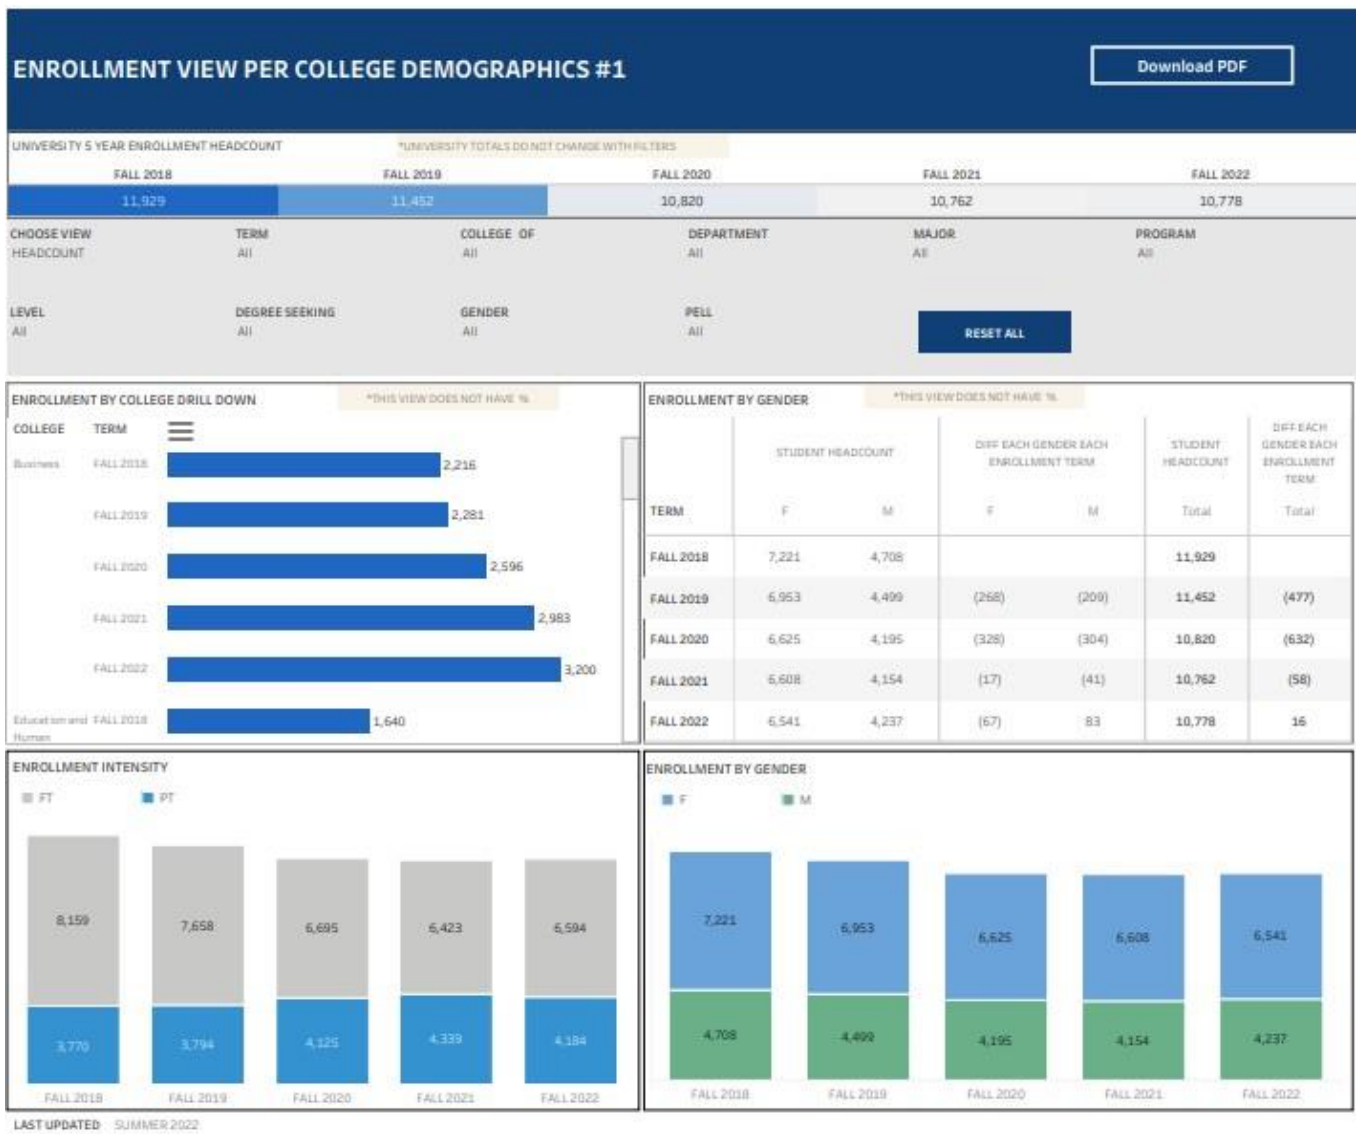 ENROLLMENT VIEW PER COLLEGE DEMOGRAPHICS #1
Download PDF
UNIVERSITY 5 YEAR ENROLLMENT HEADCOUNT
*UNIVERSITY TOTALS DO NOT CHANGE WITH FILTERS
FALL 2018 FALL 2019 FALL 2020 FALL 2021 FALL 2022
11,929 11,452 10,820 10,762 10,778
CHOOSE VIEW TERM COLLEGE OF DEPARTMENT MAJOR PROGRAM
HEADCOUNT All All All All All
LEVEL DEGREE SEEKING GENDER PELL
All All All All
RESET ALL
ENROLLMENT BY COLLEGE DRILL DOWN
*THIS VIEW DOES NOT HAVE %
COLLEGE TERM
Business FALL 2018 2,216
FALL 2019 2,281
FALL 2020 2,596
FALL 2021 2,983
FALL 2022 3,200
Education and FALL 2018 1,640
Human
ENROLLMENT BY GENDER
*THIS VIEW DOES NOT HAVE %
STUDENT HEADCOUNT
DIFF EACH GENDER EACH
ENROLLMENT TERM
STUDENT
HEADCOUNT
DIFF EACH
GENDER EACH
ENROLLMENT
TERM
TERM F M F M Total Total
FALL 2018 7,221 4,708 11,929
FALL 2019 6,953 4,499 (268) (209) 11,452 (477)
FALL 2020 6,625 4,195 (328) (304) 10,820 (632)
FALL 2021 6,608 4,154 (17) (41) 10,762 (58)
FALL 2022 6,541 4,237 (67) 83 10,778 16
ENROLLMENT INTENSITY
FT PT
8,159 7,658 6,695 6,423 6,594
3,770 3,794 4,125 4,339 4,184
FALL 2018 FALL 2019 FALL 2020 FALL 2021 FALL 2022
ENROLLMENT BY GENDER
F M
7,221 6,953 6,625 6,608 6,541
4,708 4,499 4,195 4,154 4,237
FALL 2018 FALL 2019 FALL 2020 FALL 2021 FALL 2022
LAST UPDATED SUMMER 2022